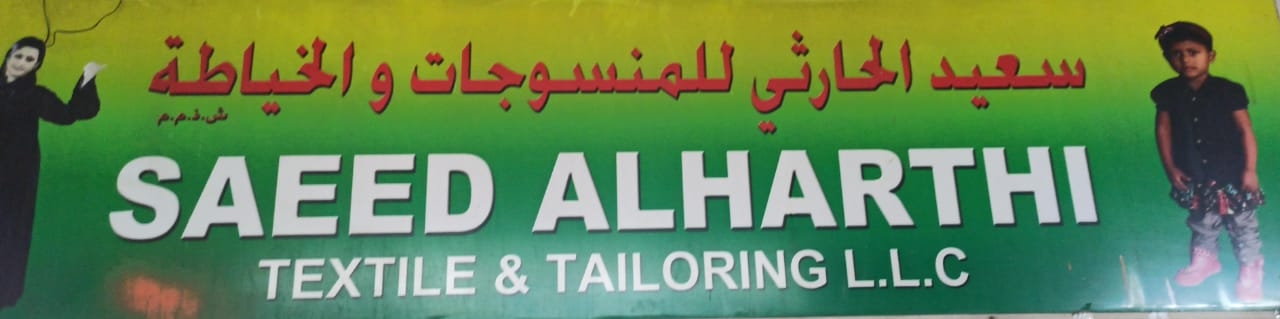 سعيد الحارثي للمنسوجات و الخياطة
ش.ذ.م.م
SAEED ALHARTHI
TEXTILE & TAILORING L.L.C